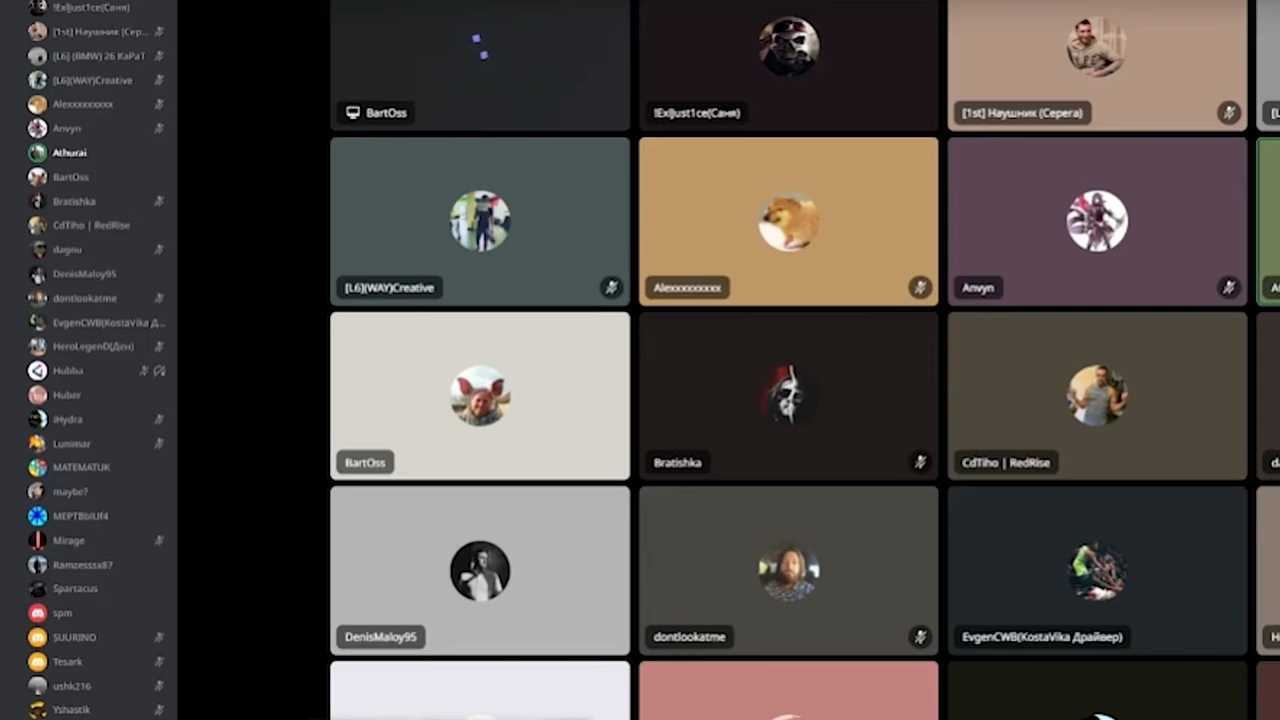 !Ex|Just1ce(Саня)
[1st] Наушник (Сер...
[L6] (BMW) 26 KaPaT
[L6](WAY)Creative
Alexxxxxxxxx
Anvyn
Athurai
BartOss
Bratishka
CdTiho | RedRise
dagnu
DenisMaloy95
dontlookatme
EvgenCWB(KostaVika Д...
HeroLegenD(Ден)
Hubba
Huber
iHydra
Lunimar
MATEMATUK
maybe?
MEPTBblUf4
Mirage
Ramzesssx87
Spartacus
spm
SUURINO
Tesark
ushk216
Yshastik
BartOss
!Ex|Just1ce(Саня)
[1st] Наушник (Серега)
[L6](WAY)Creative
Alexxxxxxxxx
Anvyn
BartOss
Bratishka
CdTiho | RedRise
DenisMaloy95
dontlookatme
EvgenCWB(KostaVika Драйвер)